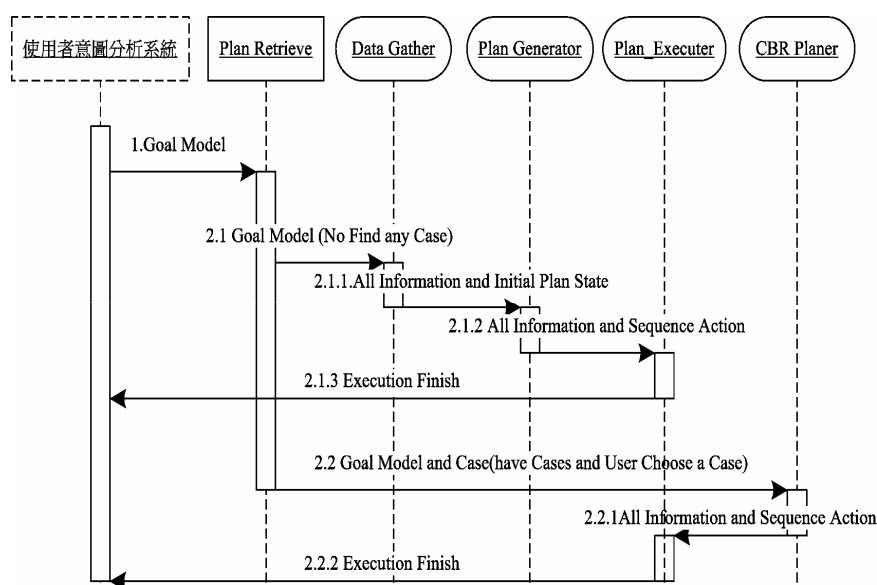 使用者意圖分析系統
Plan Retrieve
Data Gather
Plan Generator
Plan_Executer
CBR Planer
1.Goal Model
2.1 Goal Model (No Find any Case)
2.1.1.All Information and Initial Plan State
2.1.2 All Information and Sequence Action
2.1.3 Execution Finish
2.2 Goal Model and Case(have Cases and User Choose a Case)
2.2.1All Information and Sequence Action
2.2.2 Execution Finish